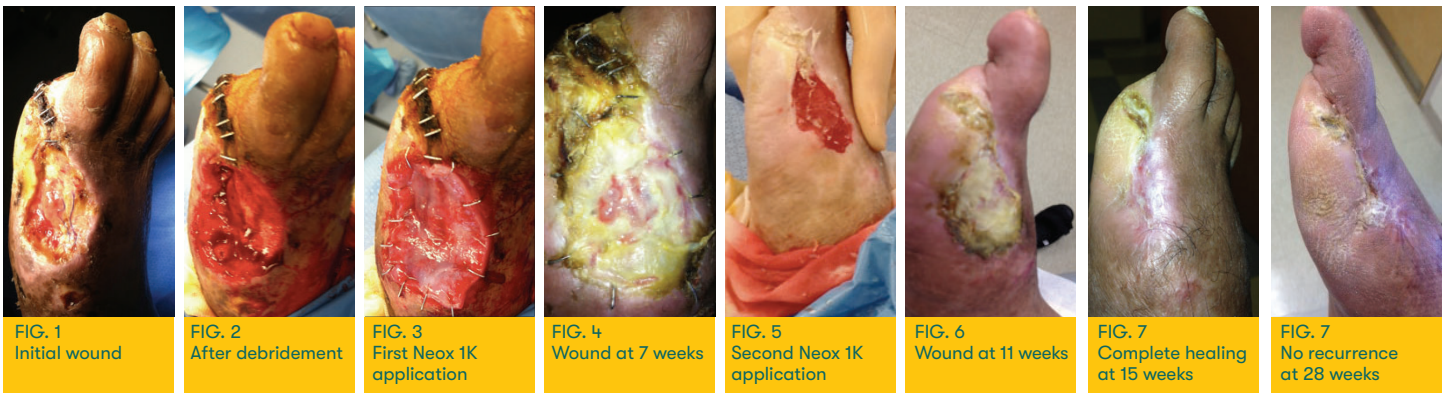 FIG. 1
Initial wound
FIG. 2
After debridement
FIG. 3
First Neox 1K
application
FIG. 4
Wound at 7 weeks
FIG. 5
Second Neox 1K
application
FIG. 6
Wound at 11 weeks
FIG. 7
Complete healing
at 15 weeks
FIG. 7
No recurrence
at 28 weeks